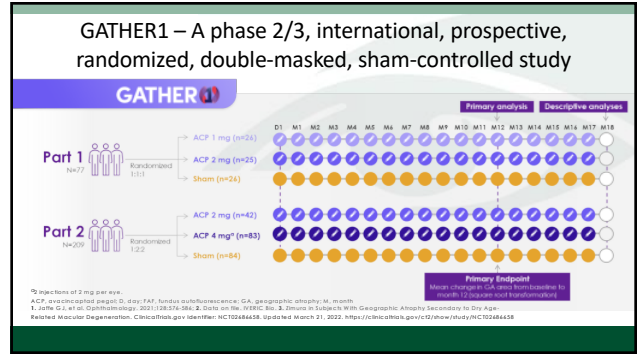 GATHER1 – A phase 2/3, international, prospective,
randomized, double-masked, sham-controlled study
GATHER 1
Primary analysis
Descriptive analyses
D1 M1 M2 M3 M4 M5 M6 M7 M8 M9 M10 M11 M12 M13 M14 M15 M16 M17 M18
Part 1
N=77
Randomized
1:1:1
ACP 1 mg (n=26)
ACP 2 mg (n=25)
Sham (n=26)
Part 2
N=209
Randomized
1:2:2
ACP 2 mg (n=42)
ACP 4 mgᵃ (n=83)
Sham (n=84)
Primary Endpoint
Mean change in GA area from baseline to
month 12 (square root transformation)
ᵃ2 injections of 2 mg per eye.
ACP, avacincaptad pegol; D, day; FAF, fundus autofluorescence; GA, geographic atrophy; M, month
1. Jaffe GJ, et al. Ophthalmology. 2021;128:576-586; 2. Data on file, IVERIC Bio. 3. Zimura in Subjects With Geographic Atrophy Secondary to Dry Age-
Related Macular Degeneration. ClinicalTrials.gov Identifier: NCT02686658. Updated March 21, 2022. https://clinicaltrials.gov/ct2/show/study/NCT02686658